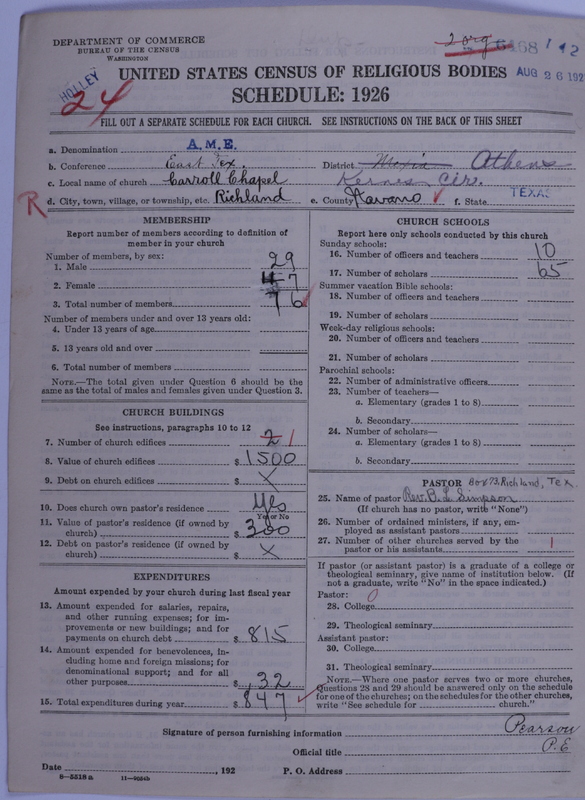 DEPARTMENT OF COMMERCE
BUREAU OF THE CENSUS
WASHINGTON
2 org
112
HOLLEY
24
UNITED STATES CENSUS OF RELIGIOUS BODIES
AUG 26 192
SCHEDULE: 1926
FILL OUT A SEPARATE SCHEDULE FOR EACH CHURCH. SEE INSTRUCTIONS ON THE BACK OF THIS SHEET
a. Denomination A.M.E.
b. Conference East Tex. District Mexia Athens
c. Local name of church Carroll Chapel Kerens Cir.
R d. City, town, village, or township, etc. Richland e. County Navarro f. State TEXAS
MEMBERSHIP
Report number of members according to definition of
member in your church
Number of members, by sex:
1. Male 29
2. Female 47
3. Total number of members 76
Number of members under and over 13 years old:
4. Under 13 years of age
5. 13 years old and over
6. Total number of members
NOTE.—The total given under Question 6 should be the
same as the total of males and females given under Question 3.
CHURCH BUILDINGS
See instructions, paragraphs 10 to 12
7. Number of church edifices 2 1
8. Value of church edifices $ 1500
9. Debt on church edifices $ X
10. Does church own pastor's residence Yes
Yes or No
11. Value of pastor's residence (if owned by
church) $ 300
12. Debt on pastor's residence (if owned by
church) $ X
EXPENDITURES
Amount expended by your church during last fiscal year
13. Amount expended for salaries, repairs,
and other running expenses; for im-
provements or new buildings; and for
payments on church debt $ 815
14. Amount expended for benevolences, in-
cluding home and foreign missions; for
denominational support; and for all
other purposes $ 32
15. Total expenditures during year $ 847
CHURCH SCHOOLS
Report here only schools conducted by this church
Sunday schools:
16. Number of officers and teachers 10
17. Number of scholars 65
Summer vacation Bible schools:
18. Number of officers and teachers
19. Number of scholars
Week-day religious schools:
20. Number of officers and teachers
21. Number of scholars
Parochial schools:
22. Number of administrative officers
23. Number of teachers—
a. Elementary (grades 1 to 8)
b. Secondary
24. Number of scholars—
a. Elementary (grades 1 to 8)
b. Secondary
PASTOR Box 73, Richland, Tex.
25. Name of pastor Rev. B. L. Simpson
(If church has no pastor, write "None")
26. Number of ordained ministers, if any, em-
ployed as assistant pastors
27. Number of other churches served by the
pastor or his assistants 1
If pastor (or assistant pastor) is a graduate of a college or
theological seminary, give name of institution below. (If
not a graduate, write "No" in the space indicated.)
Pastor: 0
28. College
29. Theological seminary
Assistant pastor:
30. College
31. Theological seminary
NOTE.—Where one pastor serves two or more churches,
Questions 28 and 29 should be answered only on the schedule
for one of the churches; on the schedules for the other churches,
write "See schedule for church."
Signature of person furnishing information Pearson
Official title P.E
Date , 192 P. O. Address
8—5518a 11—9554b